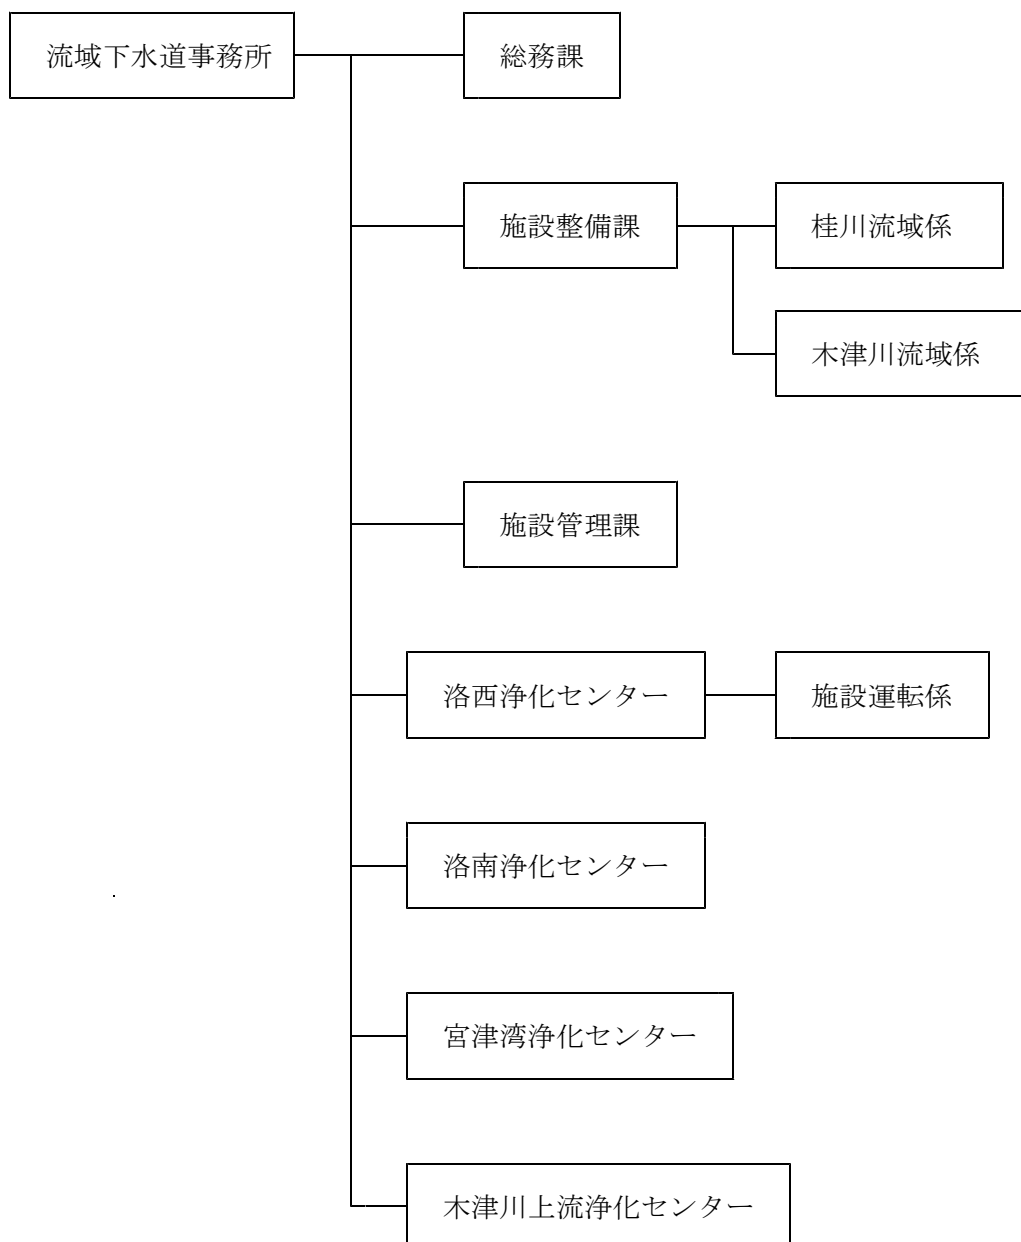 流域下水道事務所
総務課
施設整備課
桂川流域係
木津川流域係
施設管理課
洛西浄化センター
施設運転係
洛南浄化センター
宮津湾浄化センター
木津川上流浄化センター